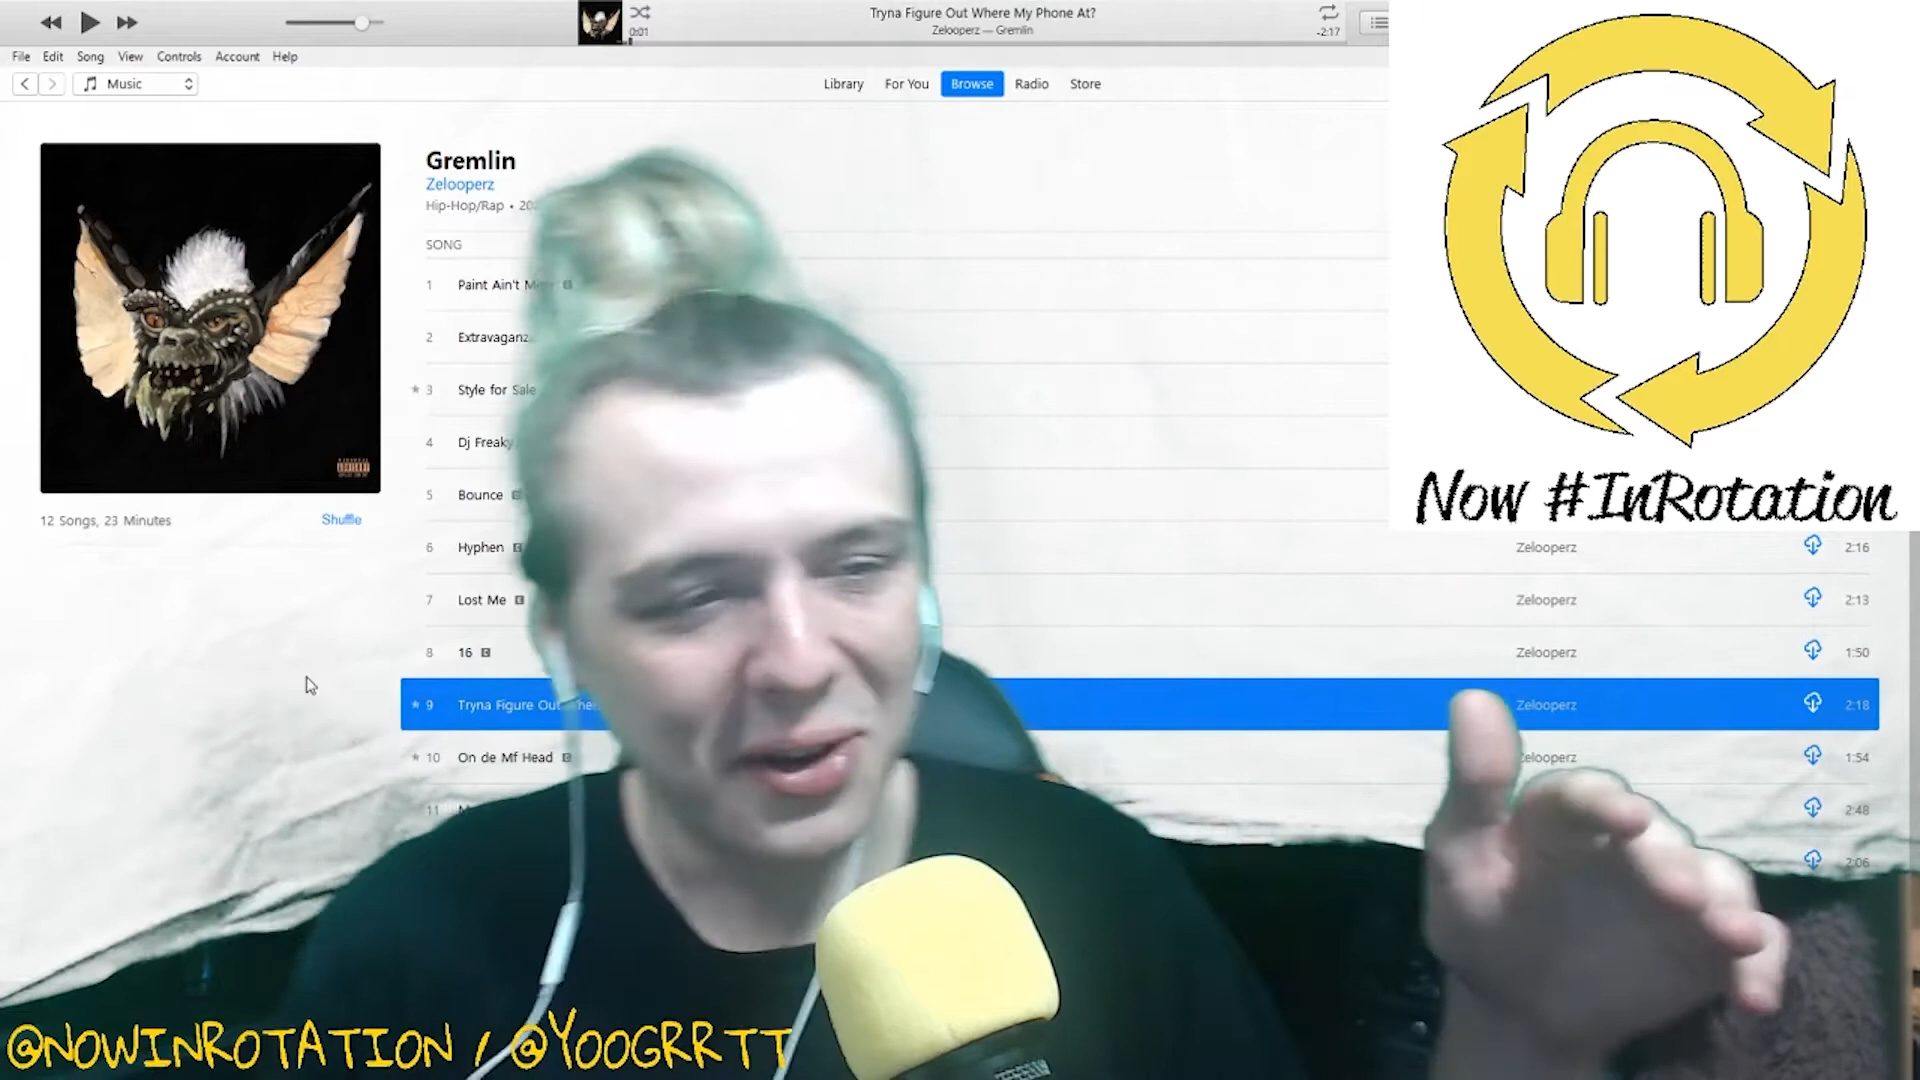 Tryna Figure Out Where My Phone At?
0:01
Zelooperz — Gremlin
-2:17
File Edit Song View Controls Account Help
Music
Library For You Browse Radio Store
Gremlin
Zelooperz
Hip-Hop/Rap •
SONG
1 Paint Ain't
2
3 Style for Sale
4 Dj Freaky
5 Bounce E
12 Songs, 23 Minutes Shuffle
Now #InRotation
6 Hyphen E Zelooperz 2:16
7 Lost Me E Zelooperz 2:13
8 16 E Zelooperz 1:50
9 Tryna Figure Out Zelooperz 2:18
10 On de Mf Head E Zelooperz 1:54
11 2:48
2:06
@NOWINROTATION / @YOOGRRTT